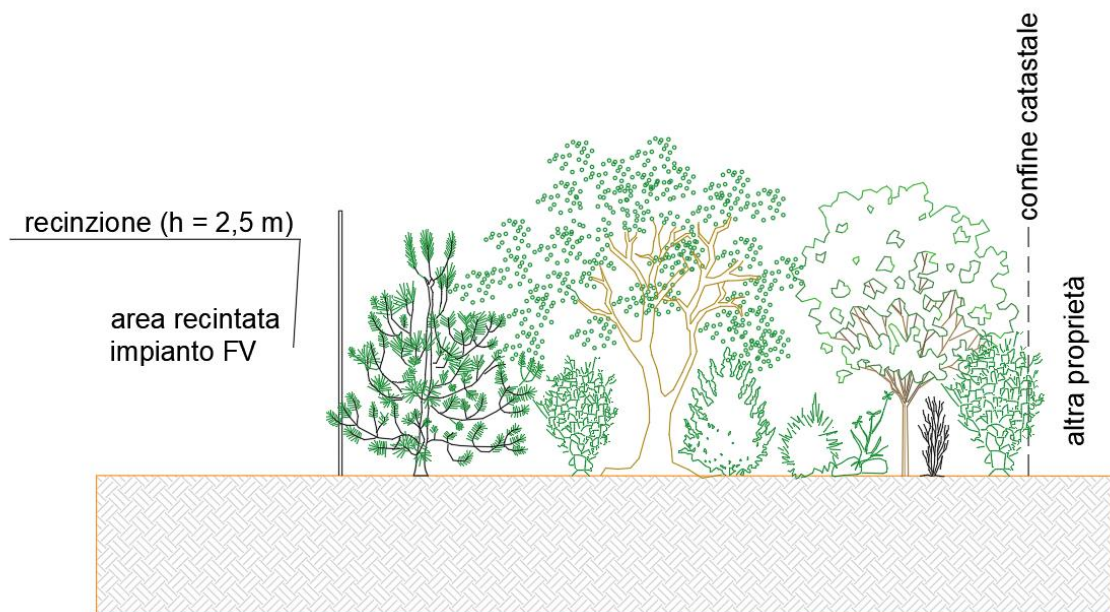 recinzione (h = 2,5 m)
area recintata
impianto FV
confine catastale
altra proprietà